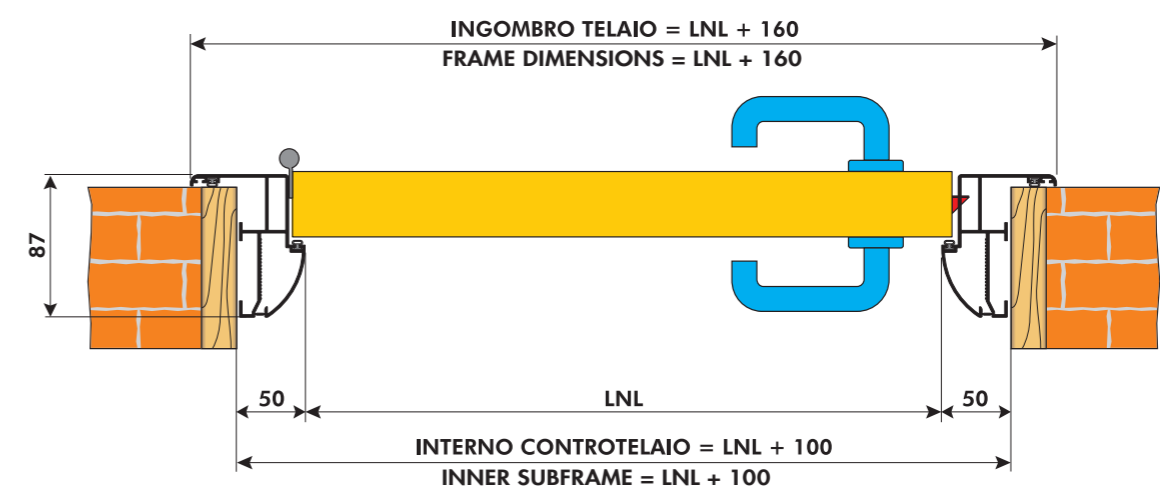 INGOMBRO TELAIO = LNL + 160
FRAME DIMENSIONS = LNL + 160
87
50 LNL 50
INTERNO CONTROTELAIO = LNL + 100
INNER SUBFRAME = LNL + 100